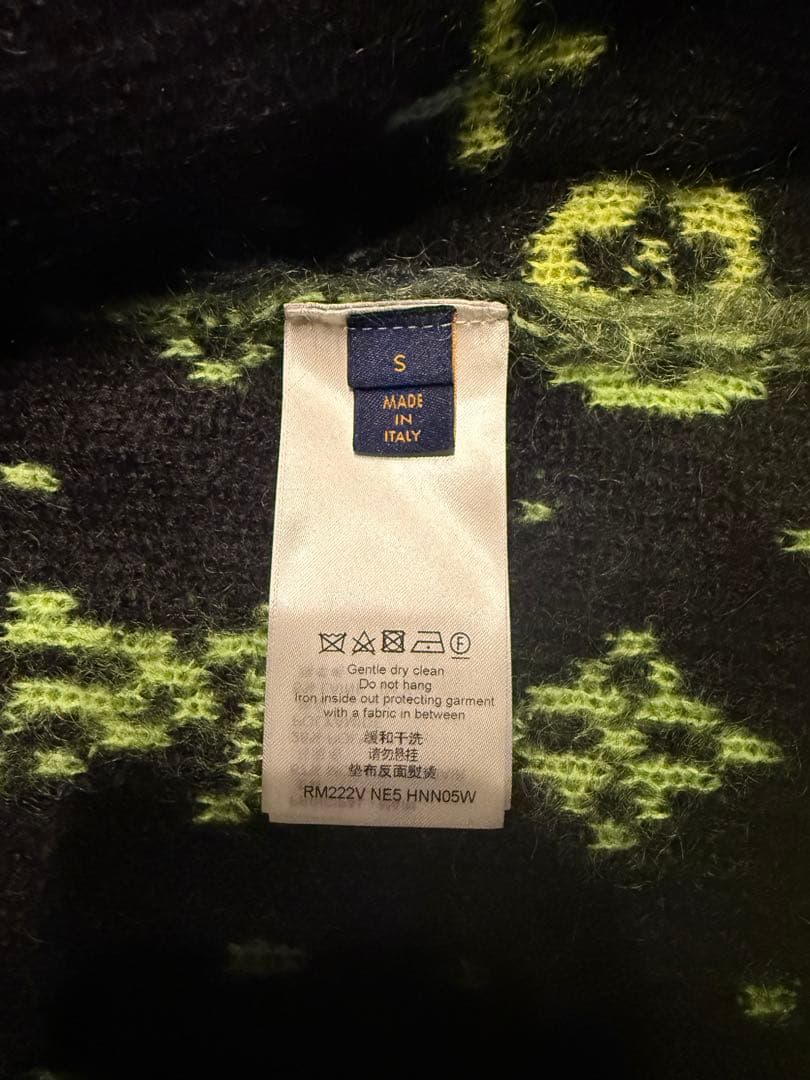 S
MADE
IN
ITALY
F
Gentle dry clean
Do not hang
Iron inside out protecting garment
with a fabric in between
缓和干洗
请勿悬挂
垫布反面熨烫
RM222V NE5 HNN05W